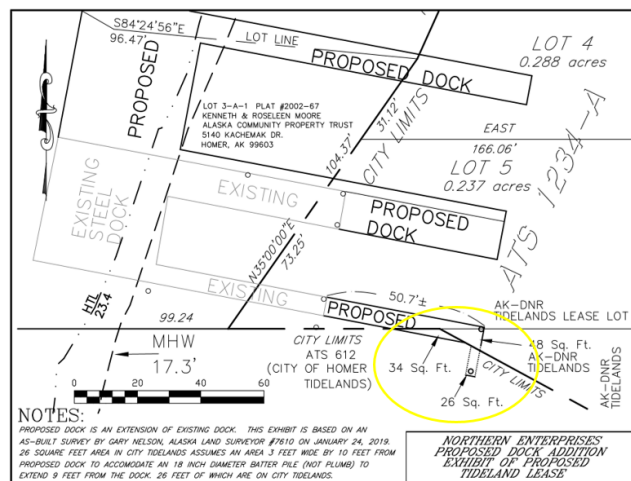 S84°24'56"E
96.47'
LOT LINE
PROPOSED
PROPOSED DOCK
LOT 4
0.288 acres
LOT 3-A-1 PLAT #2002-67
KENNETH & ROSELEEN MOORE
ALASKA COMMUNITY PROPERTY TRUST
5140 KACHEMAK DR.
HOMER, AK 99603
31.12'
104.37'
CITY LIMITS
EAST
166.06'
LOT 5
0.237 acres
ATS 1234-A
EXISTING
STEEL
DOCK
EXISTING
PROPOSED
DOCK
N35°00'00"E
73.25'
EXISTING
PROPOSED
50.7'±
AK-DNR
TIDELANDS LEASE LOT
HTL
23.4
99.24
MHW
17.3'
CITY LIMITS
ATS 612
(CITY OF HOMER
TIDELANDS)
34 Sq. Ft.
48 Sq. Ft.
AK-DNR
TIDELANDS
CITY LIMITS
26 Sq. Ft.
AK-DNR
TIDELANDS
0 20 40 60
NOTES:
PROPOSED DOCK IS AN EXTENSION OF EXISTING DOCK. THIS EXHIBIT IS BASED ON AN
AS-BUILT SURVEY BY GARY NELSON, ALASKA LAND SURVEYOR #7610 ON JANUARY 24, 2019.
26 SQUARE FEET AREA IN CITY TIDELANDS ASSUMES AN AREA 3 FEET WIDE BY 10 FEET FROM
PROPOSED DOCK TO ACCOMODATE AN 18 INCH DIAMETER BATTER PILE (NOT PLUMB) TO
EXTEND 9 FEET FROM THE DOCK. 26 FEET OF WHICH ARE ON CITY TIDELANDS.
NORTHERN ENTERPRISES
PROPOSED DOCK ADDITION
EXHIBIT OF PROPOSED
TIDELAND LEASE